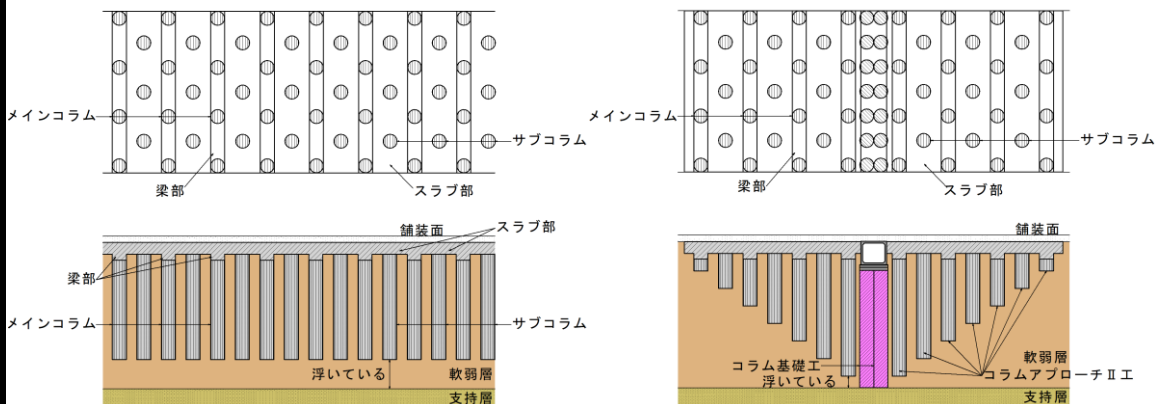 メインコラム
サブコラム
梁部
スラブ部
舗装面
スラブ部
梁部
メインコラム
サブコラム
浮いている
軟弱層
支持層
メインコラム
サブコラム
梁部
スラブ部
舗装面
コラム基礎工
浮いている
軟弱層
コラムアプローチⅡ工
支持層